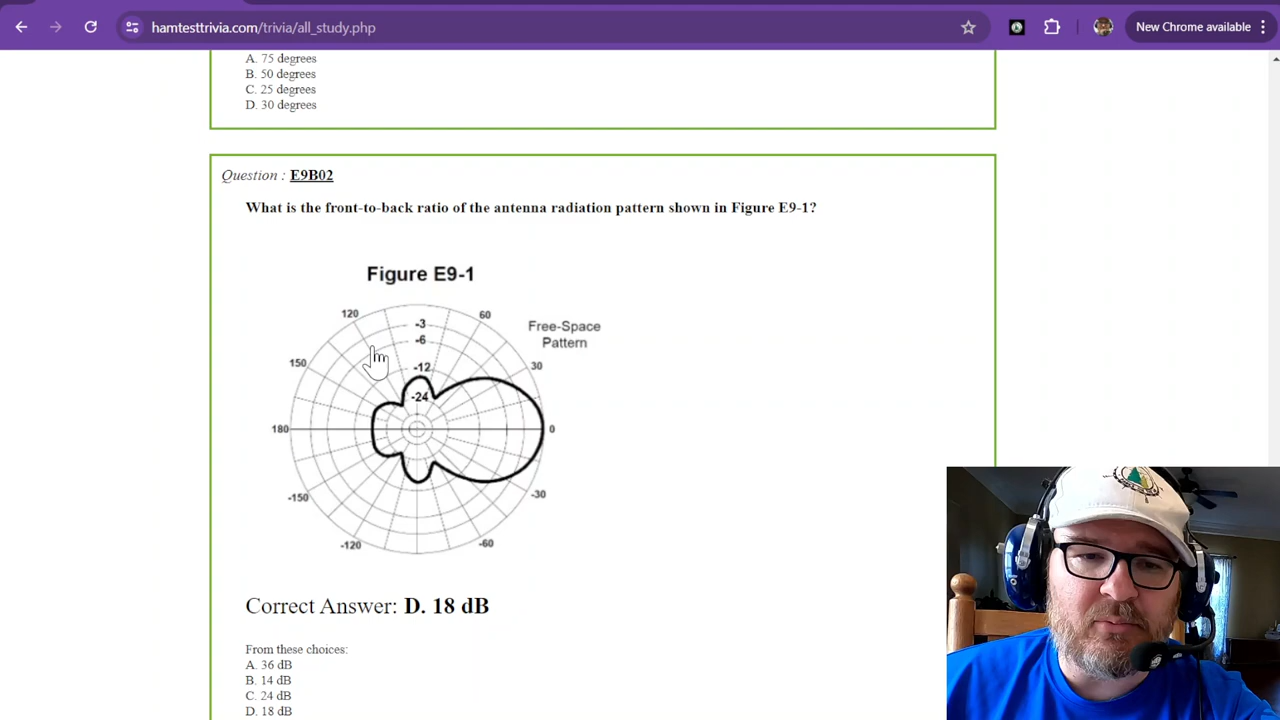 hamtesttrivia.com/trivia/all_study.php
New Chrome available
A. 75 degrees
B. 50 degrees
C. 25 degrees
D. 30 degrees
Question : E9B02
What is the front-to-back ratio of the antenna radiation pattern shown in Figure E9-1?
Figure E9-1
120
60
-3
-6
Free-Space
Pattern
150
30
-12
-24
180
0
-150
-30
-120
-60
Correct Answer: D. 18 dB
From these choices:
A. 36 dB
B. 14 dB
C. 24 dB
D. 18 dB